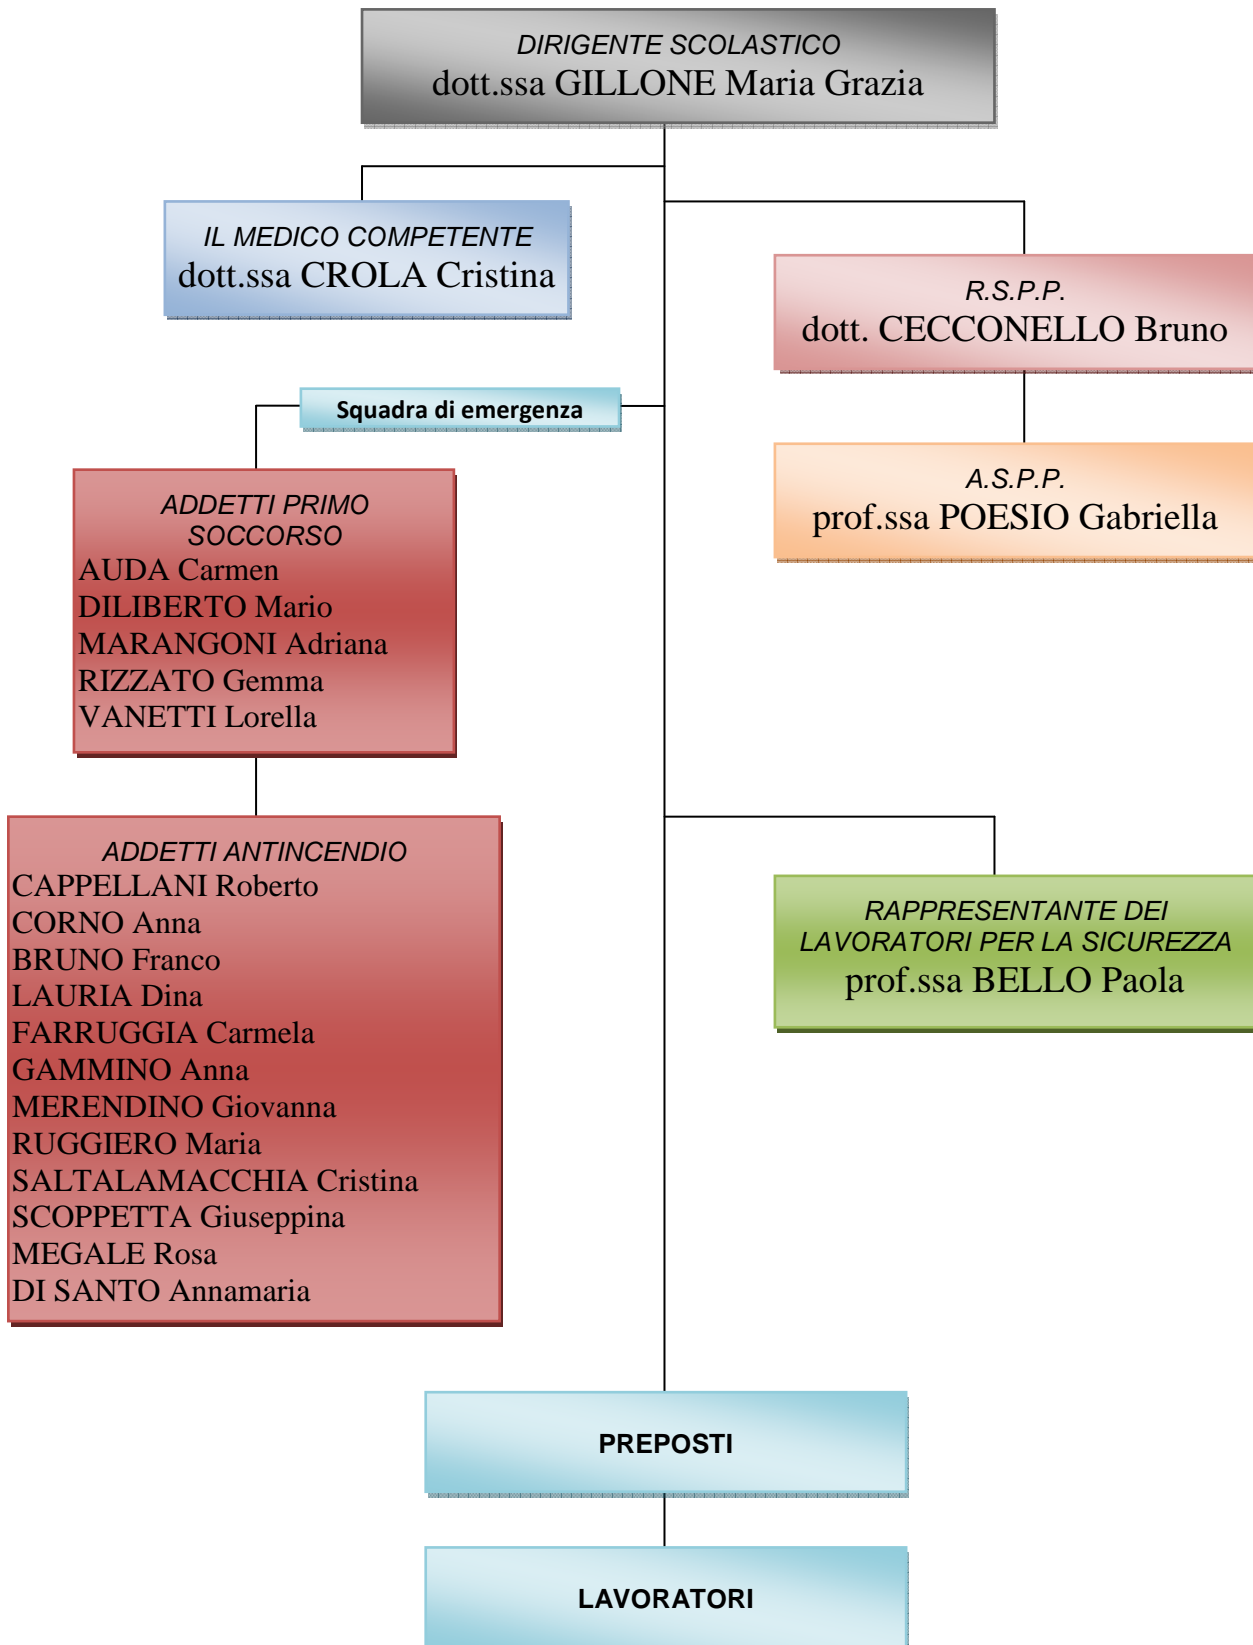 DIRIGENTE SCOLASTICO
dott.ssa GILLONE Maria Grazia
IL MEDICO COMPETENTE
dott.ssa CROLA Cristina
R.S.P.P.
dott. CECCONELLO Bruno
Squadra di emergenza
A.S.P.P.
prof.ssa POESIO Gabriella
ADDETTI PRIMO
SOCCORSO
AUDA Carmen
DILIBERTO Mario
MARANGONI Adriana
RIZZATO Gemma
VANETTI Lorella
ADDETTI ANTINCENDIO
CAPPELLANI Roberto
CORNO Anna
BRUNO Franco
LAURIA Dina
FARRUGGIA Carmela
GAMMINO Anna
MERENDINO Giovanna
RUGGIERO Maria
SALTALAMACCHIA Cristina
SCOPPETTA Giuseppina
MEGALE Rosa
DI SANTO Annamaria
RAPPRESENTANTE DEI
LAVORATORI PER LA SICUREZZA
prof.ssa BELLO Paola
PREPOSTI
LAVORATORI